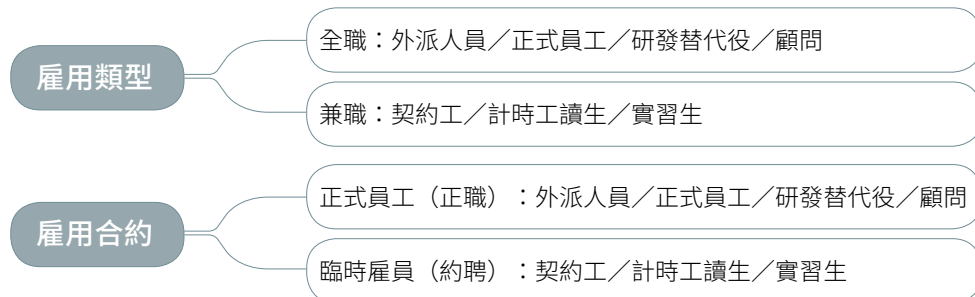 雇用類型
全職：外派人員／正式員工／研發替代役／顧問
兼職：契約工／計時工讀生／實習生
雇用合約
正式員工（正職）：外派人員／正式員工／研發替代役／顧問
臨時雇員（約聘）：契約工／計時工讀生／實習生